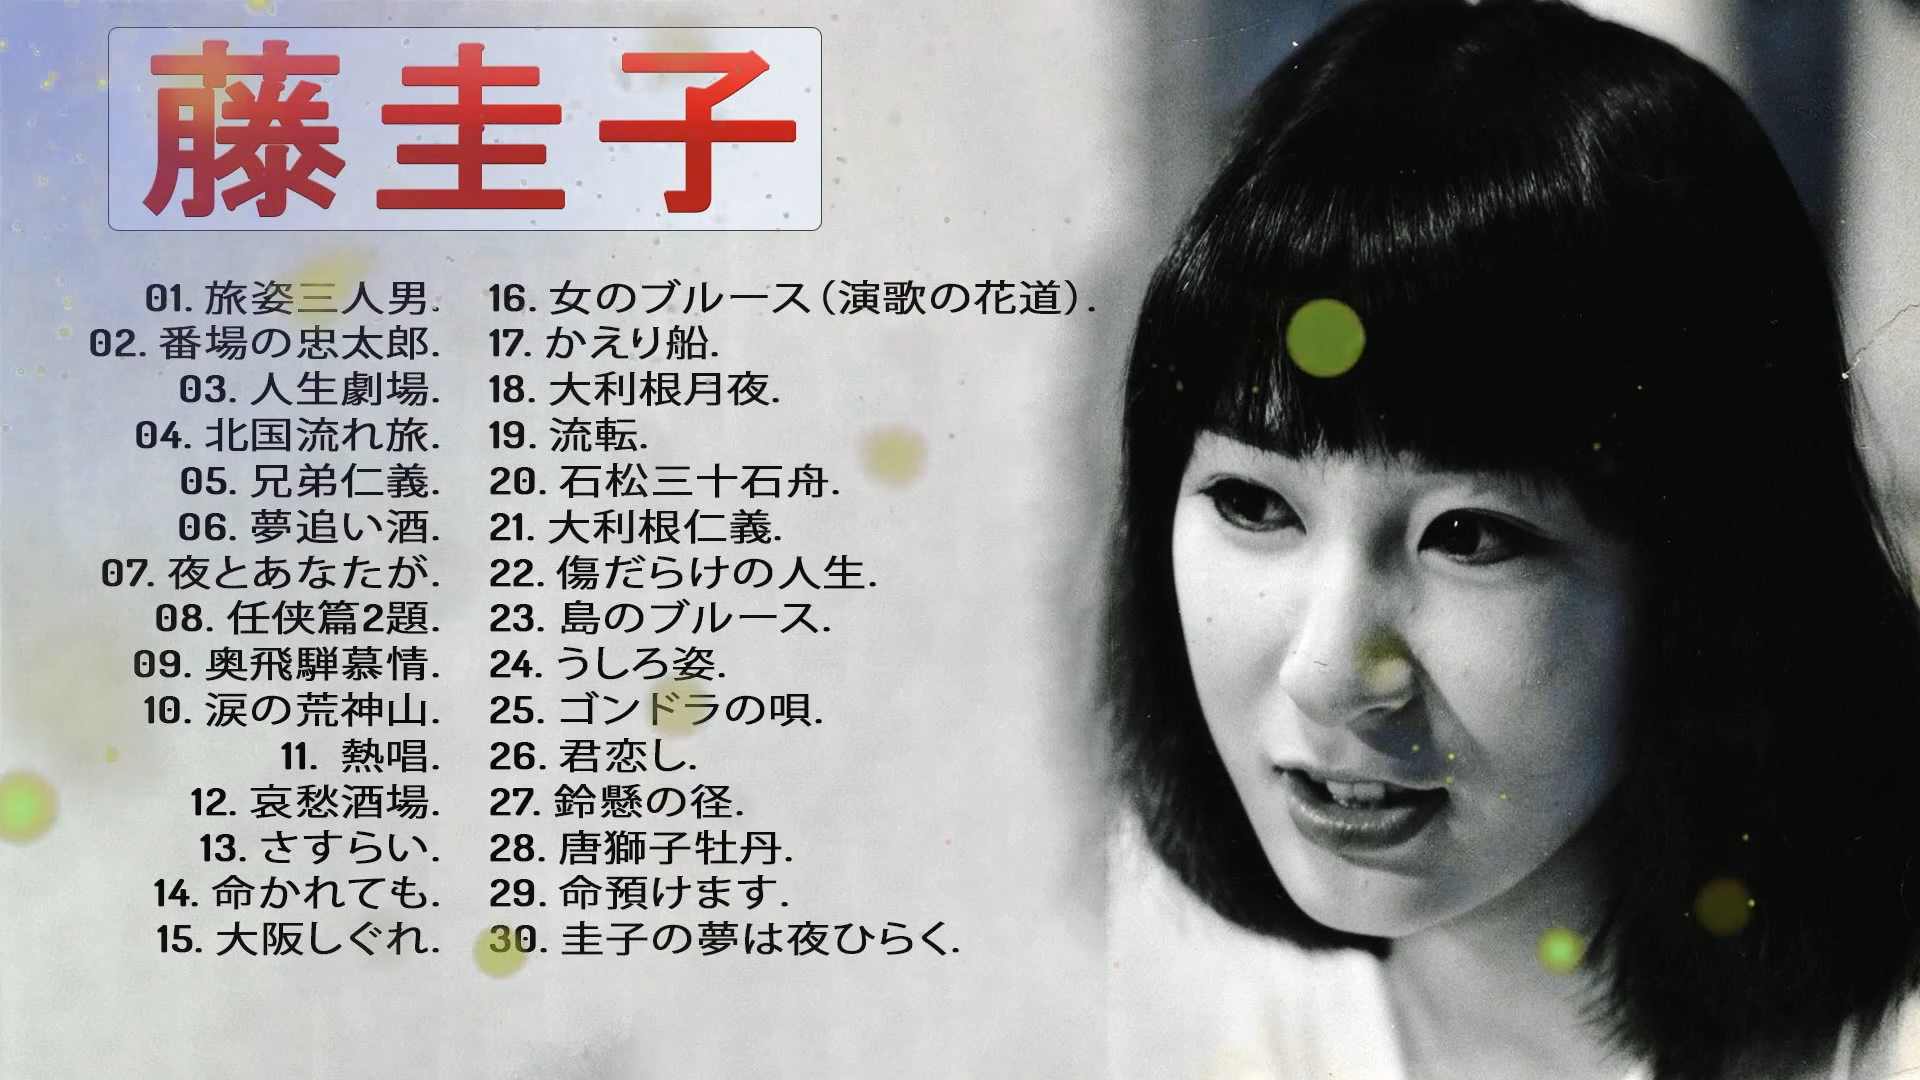 藤圭子
01. 旅姿三人男.
02. 番場の忠太郎.
03. 人生劇場.
04. 北国流れ旅.
05. 兄弟仁義.
06. 夢追い酒.
07. 夜とあなたが.
08. 任侠篇2題.
09. 奥飛騨慕情.
10. 涙の荒神山.
11. 熱唱.
12. 哀愁酒場.
13. さすらい.
14. 命かれても.
15. 大阪しぐれ.
16. 女のブルース(演歌の花道).
17. かえり船.
18. 大利根月夜.
19. 流転.
20. 石松三十石舟.
21. 大利根仁義.
22. 傷だらけの人生.
23. 島のブルース.
24. うしろ姿.
25. ゴンドラの唄.
26. 君恋し.
27. 鈴懸の径.
28. 唐獅子牡丹.
29. 命預けます.
30. 圭子の夢は夜ひらく.